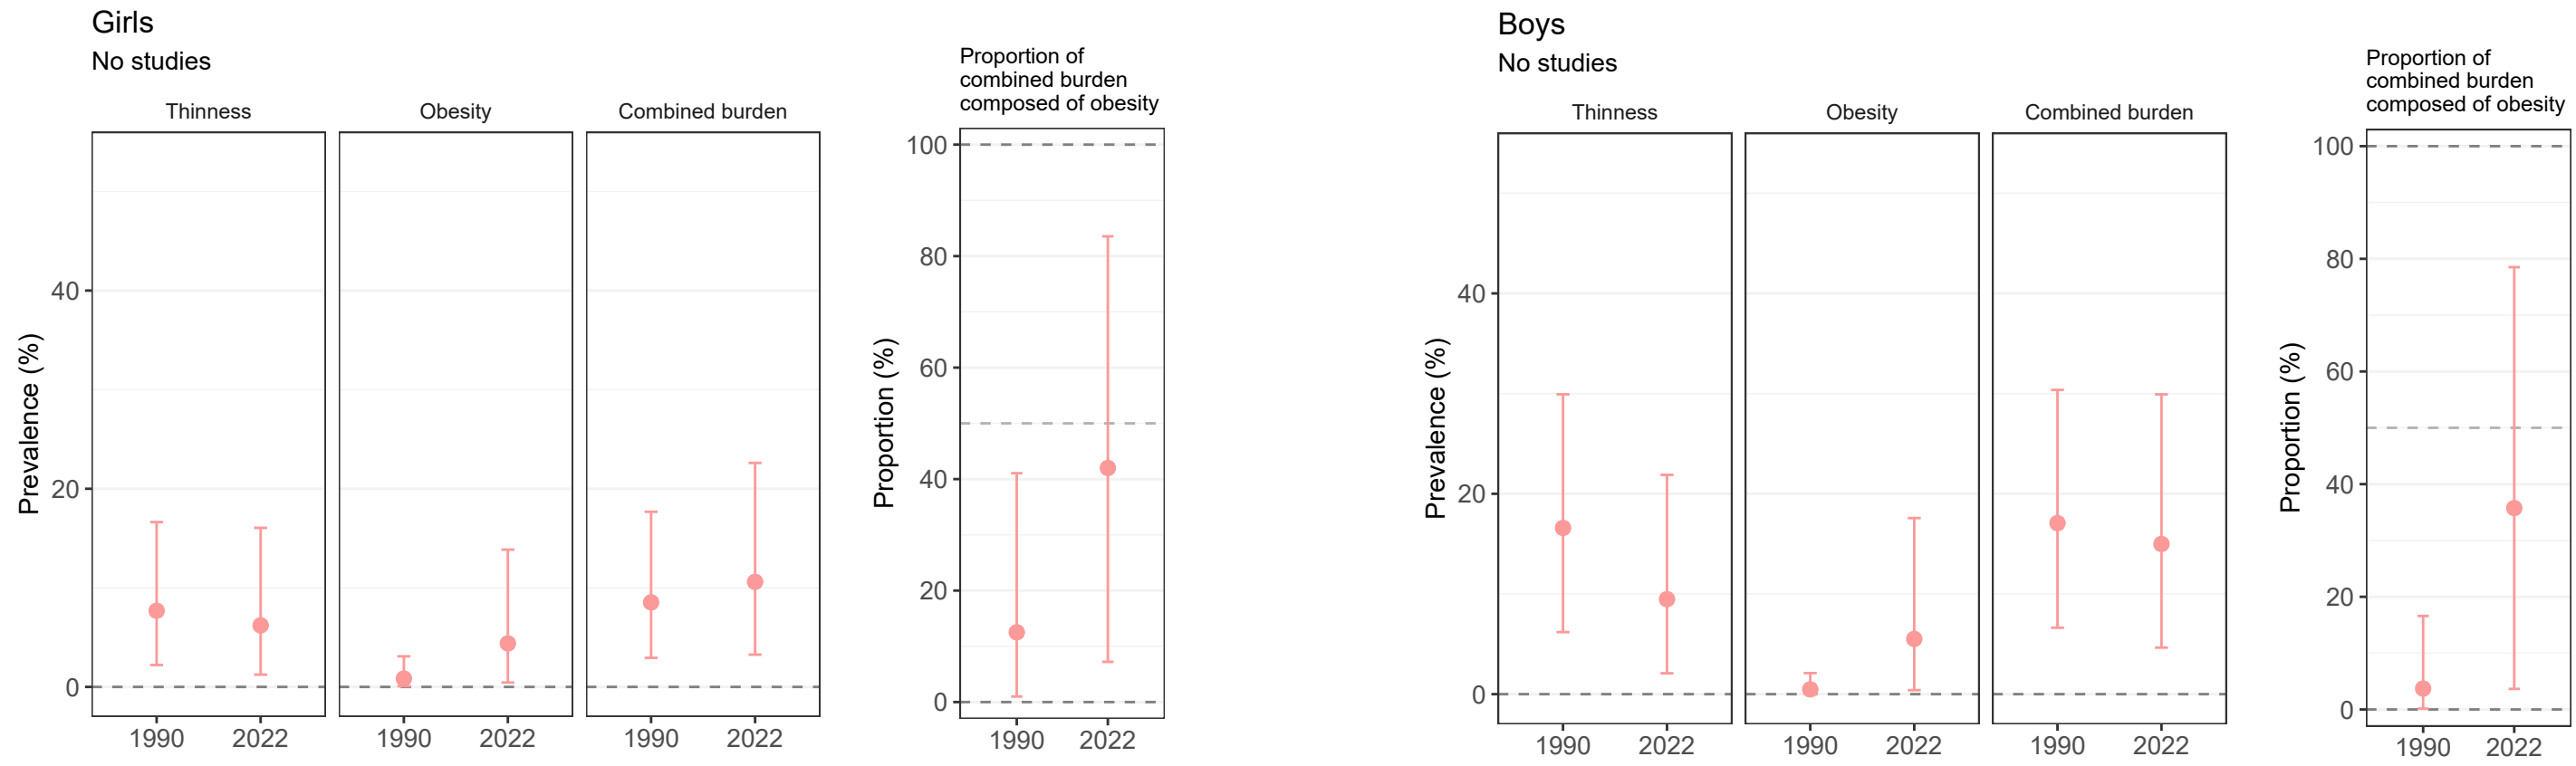 Girls
No studies
Thinness
Obesity
Combined burden
Prevalence (%)
40
20
0
1990
2022
1990
2022
1990
2022
Proportion of
combined burden
composed of obesity
Proportion (%)
100
80
60
40
20
0
1990
2022
Boys
No studies
Thinness
Obesity
Combined burden
Prevalence (%)
40
20
0
1990
2022
1990
2022
1990
2022
Proportion of
combined burden
composed of obesity
Proportion (%)
100
80
60
40
20
0
1990
2022